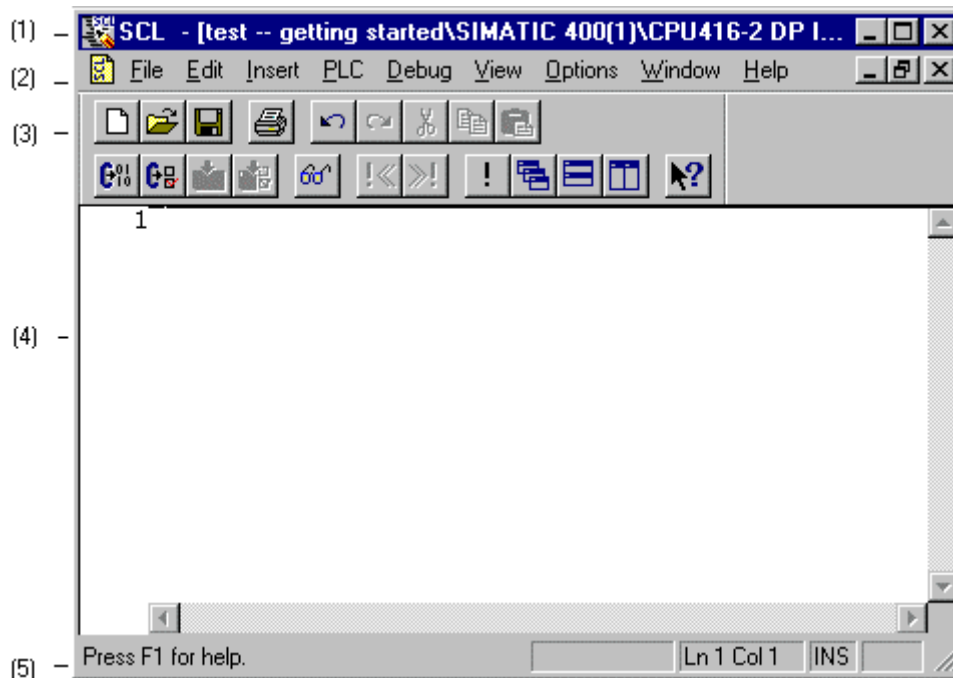 (1) SCL - [test -- getting started\SIMATIC 400(1)\CPU416-2 DP I...
(2) File Edit Insert PLC Debug View Options Window Help
(3)
1
(4)
(5) Press F1 for help. Ln 1 Col 1 INS